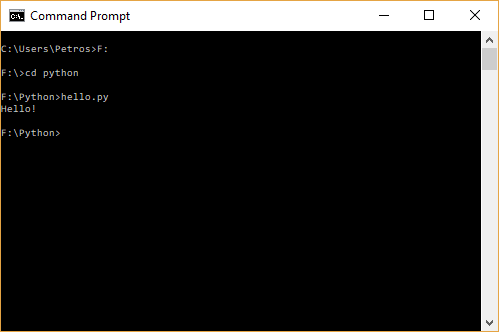 Command Prompt
C:\Users\Petros>F:
F:\>cd python
F:\Python>hello.py
Hello!
F:\Python>